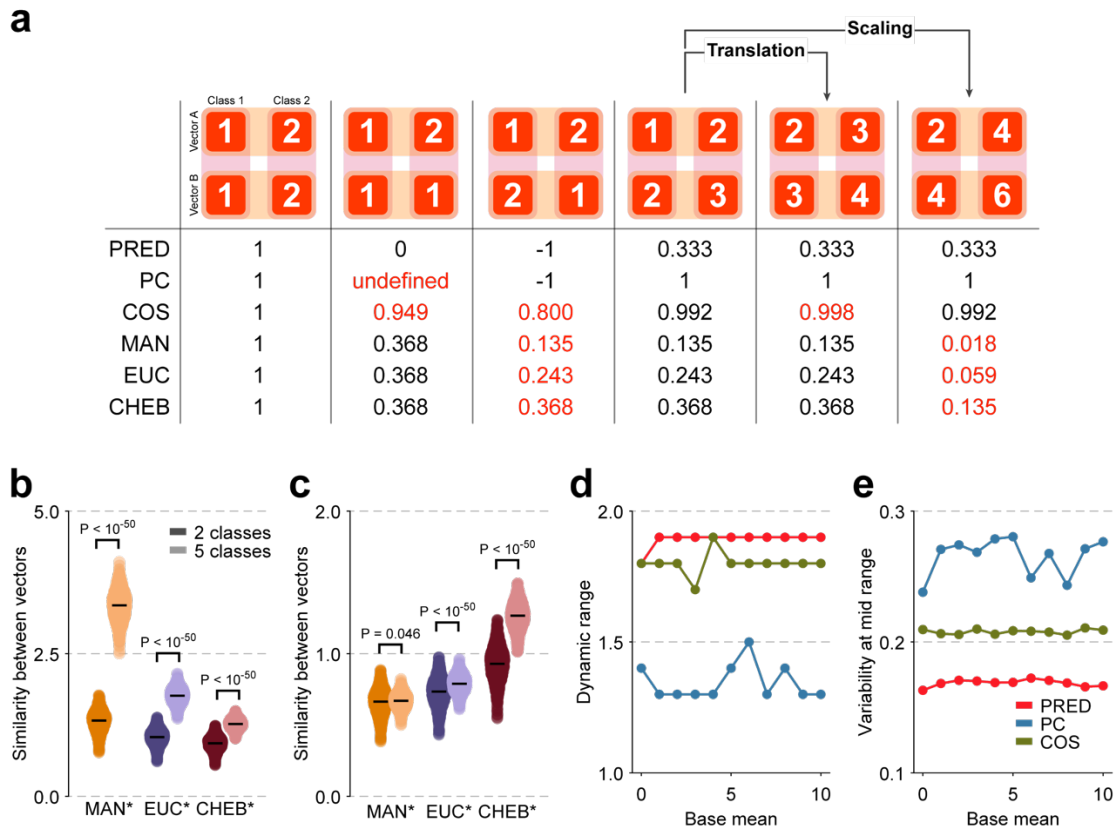 a
Scaling
Translation
Class 1 Class 2
Vector A 1 2 1 2 1 2 1 2 2 3 2 4
Vector B 1 2 1 1 2 1 2 3 3 4 4 6
PRED 1 0 -1 0.333 0.333 0.333
PC 1 undefined -1 1 1 1
COS 1 0.949 0.800 0.992 0.998 0.992
MAN 1 0.368 0.135 0.135 0.135 0.018
EUC 1 0.368 0.243 0.243 0.243 0.059
CHEB 1 0.368 0.368 0.368 0.368 0.135
b
Similarity between vectors
5.0
2.5
0.0
P < 10-50
P < 10-50
P < 10-50
2 classes
5 classes
MAN* EUC* CHEB*
c
Similarity between vectors
2.0
1.0
0.0
P = 0.046
P < 10-50
P < 10-50
MAN* EUC* CHEB*
d
Dynamic range
2.0
1.5
1.0
0 5 10
Base mean
e
Variability at mid range
0.3
0.2
0.1
PRED
PC
COS
0 5 10
Base mean